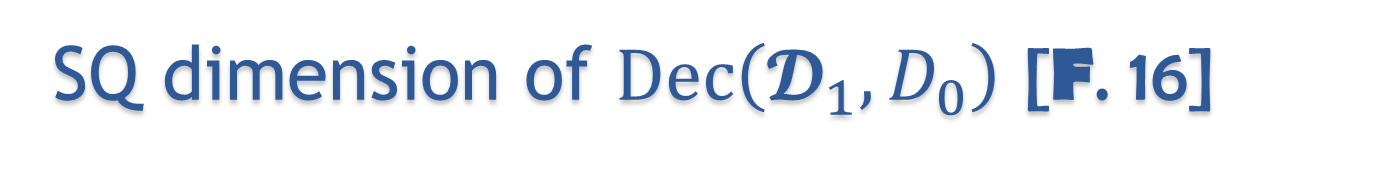 SQ dimension of Dec(𝓓₁, D₀) [F. 16]